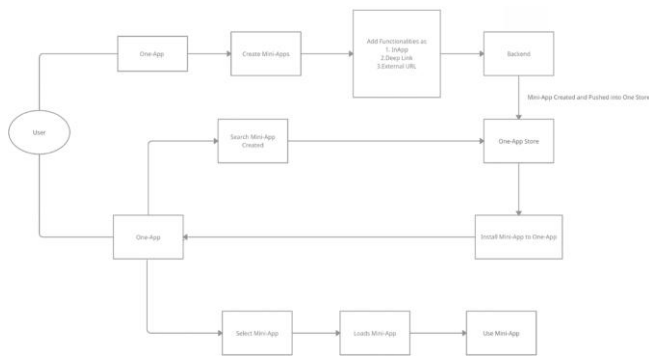 One-App
Create Mini-Apps
Add Functionalities as
1. InApp
2.Deep Link
3.External URL
Backend
Mini-App Created and Pushed into One Store
User
Search Mini-App
Created
One-App Store
One-App
Install Mini-App to One-App
Select Mini-App
Loads Mini-App
Use Mini-App